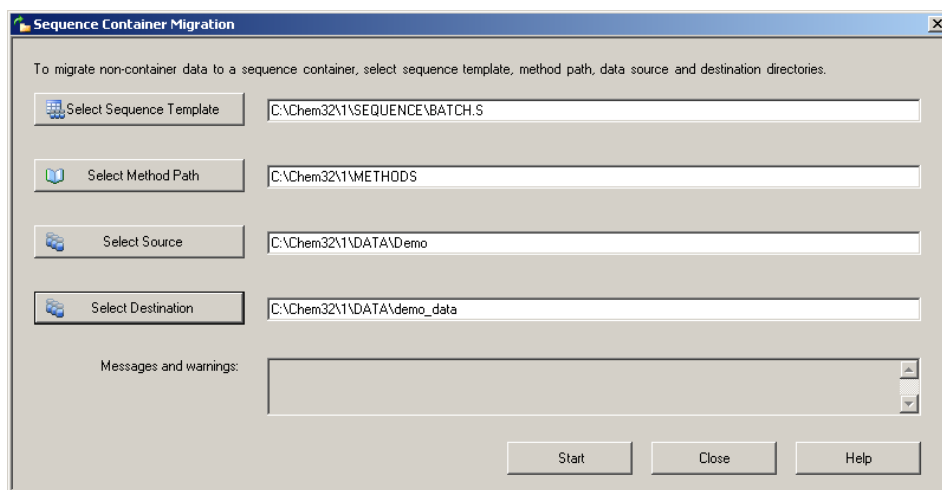 Sequence Container Migration
To migrate non-container data to a sequence container, select sequence template, method path, data source and destination directories.
Select Sequence Template C:\Chem32\1\SEQUENCE\BATCH.S
Select Method Path C:\Chem32\1\METHODS
Select Source C:\Chem32\1\DATA\Demo
Select Destination C:\Chem32\1\DATA\demo_data
Messages and warnings:
Start Close Help